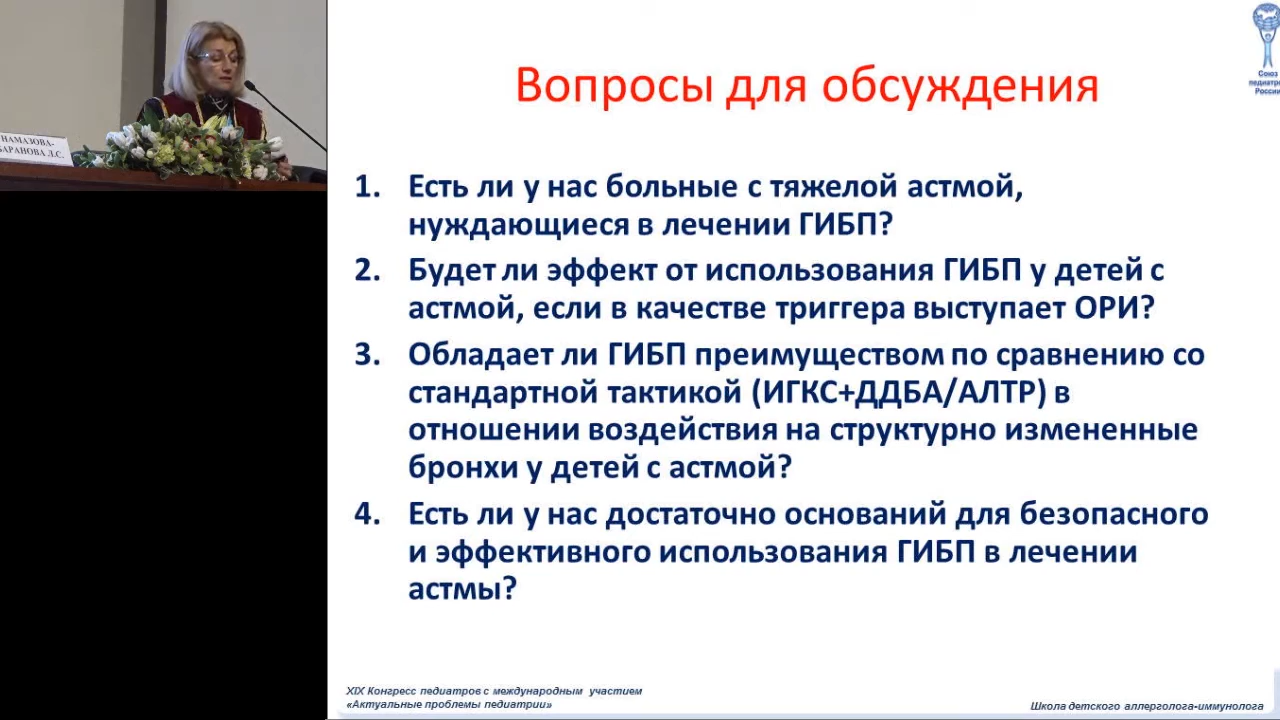 НАМАЗОВА-
БАРАНОВА Л.С.
Союз
педиатров
России
Вопросы для обсуждения
1. Есть ли у нас больные с тяжелой астмой,
нуждающиеся в лечении ГИБП?
2. Будет ли эффект от использования ГИБП у детей с
астмой, если в качестве триггера выступает ОРИ?
3. Обладает ли ГИБП преимуществом по сравнению со
стандартной тактикой (ИГКС+ДДБА/АЛТР) в
отношении воздействия на структурно измененные
бронхи у детей с астмой?
4. Есть ли у нас достаточно оснований для безопасного
и эффективного использования ГИБП в лечении
астмы?
XIX Конгресс педиатров с международным участием
«Актуальные проблемы педиатрии»
Школа детского аллерголога-иммунолога